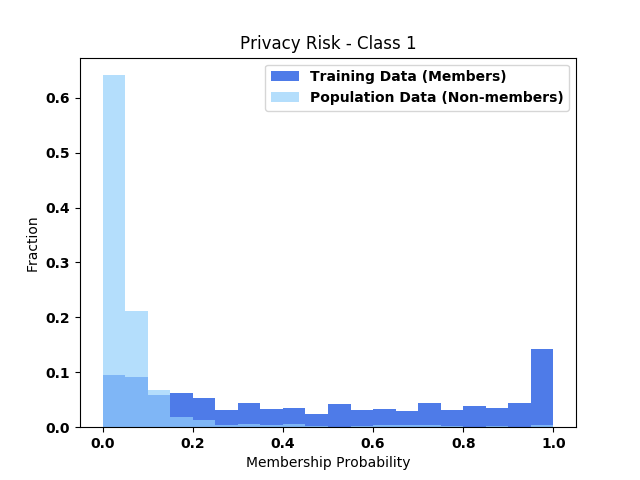 Privacy Risk - Class 1
Training Data (Members)
Population Data (Non-members)
Fraction
0.6
0.5
0.4
0.3
0.2
0.1
0.0
0.0 0.2 0.4 0.6 0.8 1.0
Membership Probability